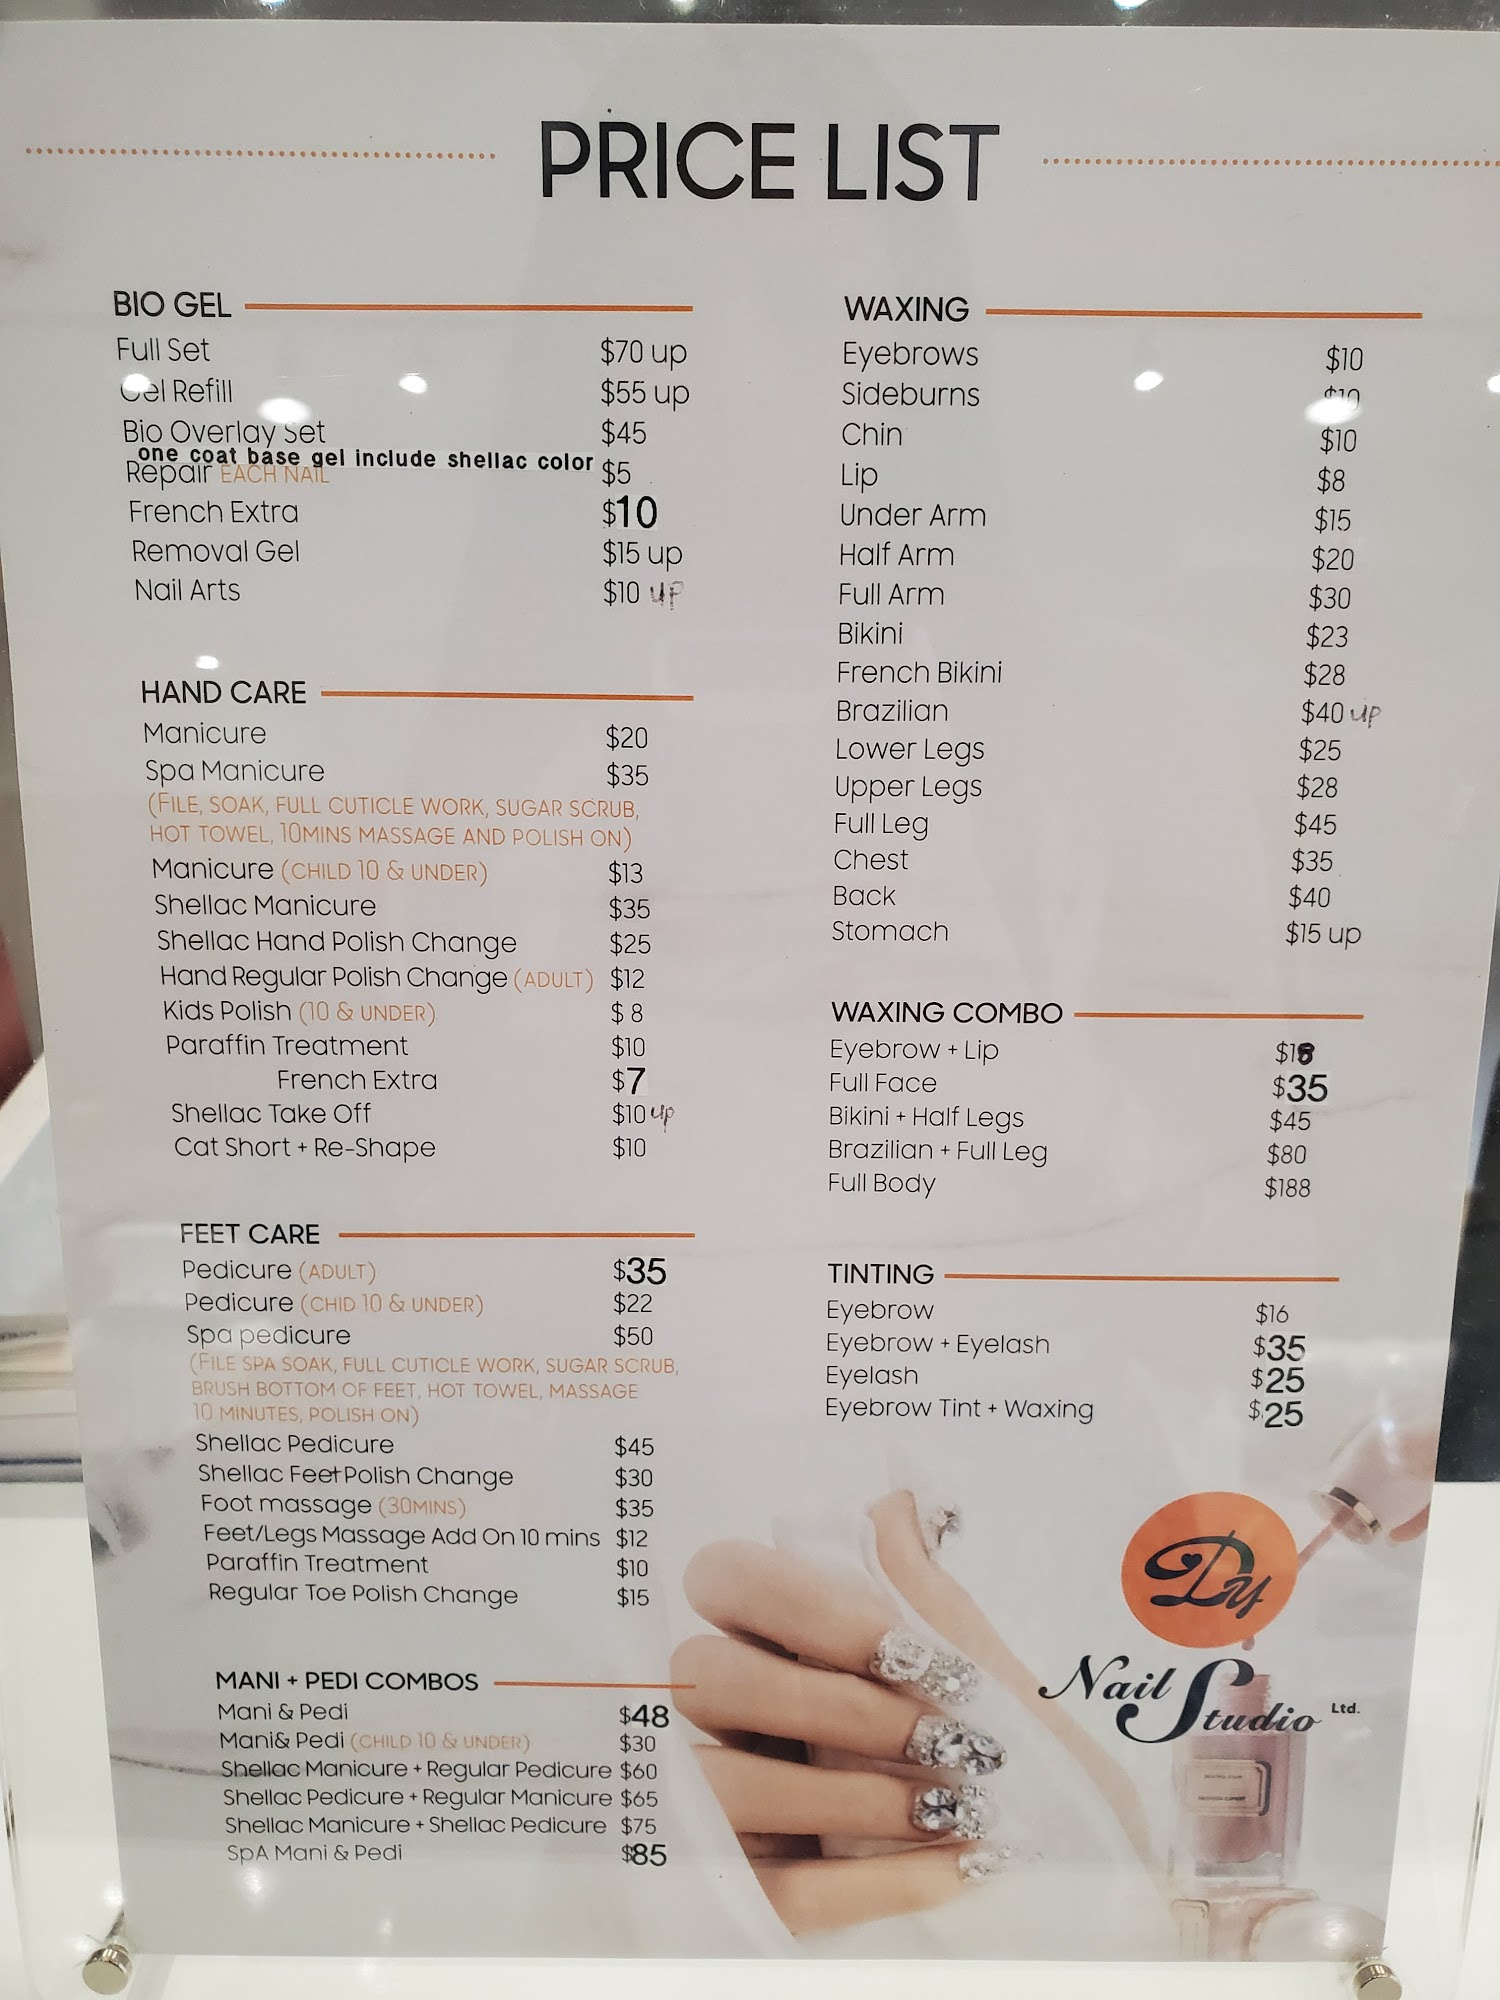 PRICE LIST
BIO GEL
Full Set $70 up
Gel Refill $55 up
Bio Overlay Set $45
one coat base gel include shellac color
Repair EACH NAIL $5
French Extra $10
Removal Gel $15 up
Nail Arts $10 up
HAND CARE
Manicure $20
Spa Manicure $35
(FILE, SOAK, FULL CUTICLE WORK, SUGAR SCRUB,
HOT TOWEL, 10MINS MASSAGE AND POLISH ON)
Manicure (CHILD 10 & UNDER) $13
Shellac Manicure $35
Shellac Hand Polish Change $25
Hand Regular Polish Change (ADULT) $12
Kids Polish (10 & UNDER) $ 8
Paraffin Treatment $10
French Extra $7
Shellac Take Off $10 up
Cat Short + Re-Shape $10
FEET CARE
Pedicure (ADULT) $35
Pedicure (CHID 10 & UNDER) $22
Spa pedicure $50
(FILE SPA SOAK, FULL CUTICLE WORK, SUGAR SCRUB,
BRUSH BOTTOM OF FEET, HOT TOWEL, MASSAGE
10 MINUTES, POLISH ON)
Shellac Pedicure $45
Shellac Feet Polish Change $30
Foot massage (30MINS) $35
Feet/Legs Massage Add On 10 mins $12
Paraffin Treatment $10
Regular Toe Polish Change $15
MANI + PEDI COMBOS
Mani & Pedi $48
Mani& Pedi (CHILD 10 & UNDER) $30
Shellac Manicure + Regular Pedicure $60
Shellac Pedicure + Regular Manicure $65
Shellac Manicure + Shellac Pedicure $75
SpA Mani & Pedi $85
WAXING
Eyebrows $10
Sideburns $10
Chin $10
Lip $8
Under Arm $15
Half Arm $20
Full Arm $30
Bikini $23
French Bikini $28
Brazilian $40 up
Lower Legs $25
Upper Legs $28
Full Leg $45
Chest $35
Back $40
Stomach $15 up
WAXING COMBO
Eyebrow + Lip $18
Full Face $35
Bikini + Half Legs $45
Brazilian + Full Leg $80
Full Body $188
TINTING
Eyebrow $16
Eyebrow + Eyelash $35
Eyelash $25
Eyebrow Tint + Waxing $25
Dy
Nail Studio Ltd.